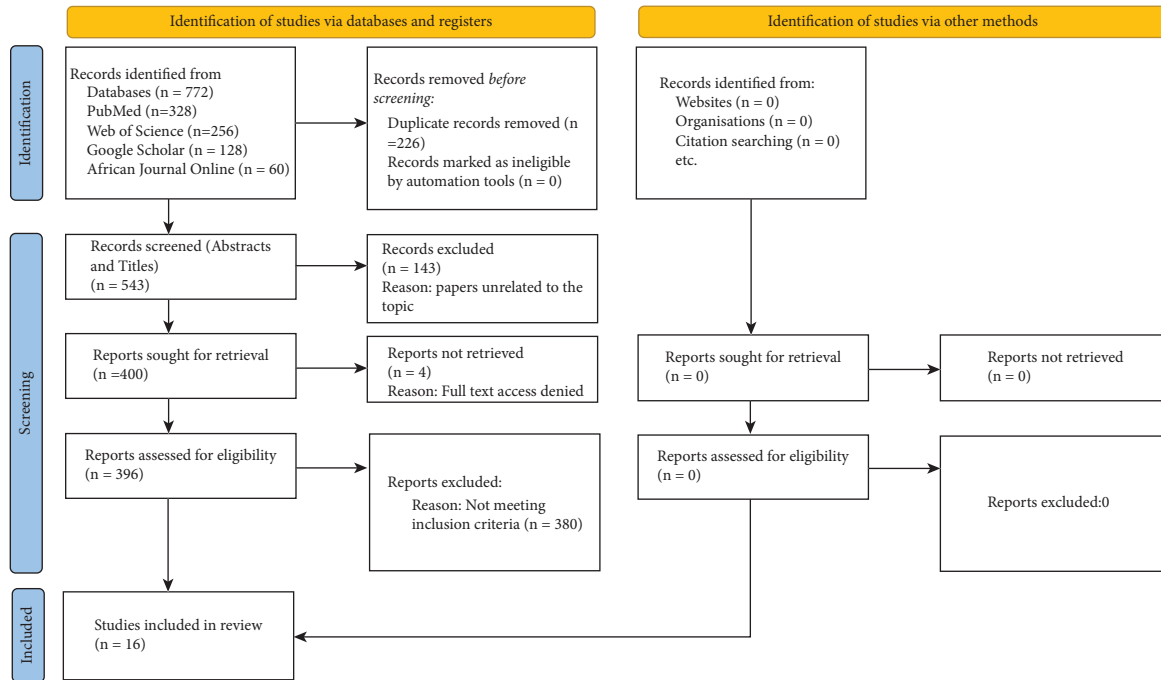 Identification of studies via databases and registers
Identification of studies via other methods
Identification
Records identified from
Databases (n = 772)
PubMed (n=328)
Web of Science (n=256)
Google Scholar (n = 128)
African Journal Online (n = 60)
Records removed before
screening:
Duplicate records removed (n
=226)
Records marked as ineligible
by automation tools (n = 0)
Records identified from:
Websites (n = 0)
Organisations (n = 0)
Citation searching (n = 0)
etc.
Screening
Records screened (Abstracts
and Titles)
(n = 543)
Records excluded
(n = 143)
Reason: papers unrelated to the
topic
Reports sought for retrieval
(n =400)
Reports not retrieved
(n = 4)
Reason: Full text access denied
Reports sought for retrieval
(n = 0)
Reports not retrieved
(n = 0)
Reports assessed for eligibility
(n = 396)
Reports excluded:
Reason: Not meeting
inclusion criteria (n = 380)
Reports assessed for eligibility
(n = 0)
Reports excluded:0
Included
Studies included in review
(n = 16)